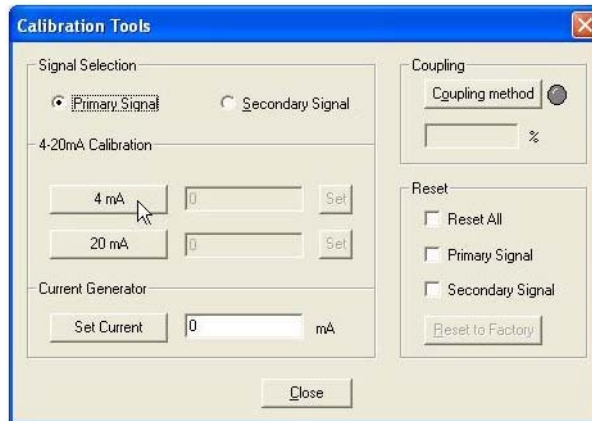 Calibration Tools
Signal Selection
Primary Signal
Secondary Signal
4-20mA Calibration
4 mA
0
Set
20 mA
0
Set
Current Generator
Set Current
0
mA
Coupling
Coupling method
%
Reset
Reset All
Primary Signal
Secondary Signal
Reset to Factory
Close